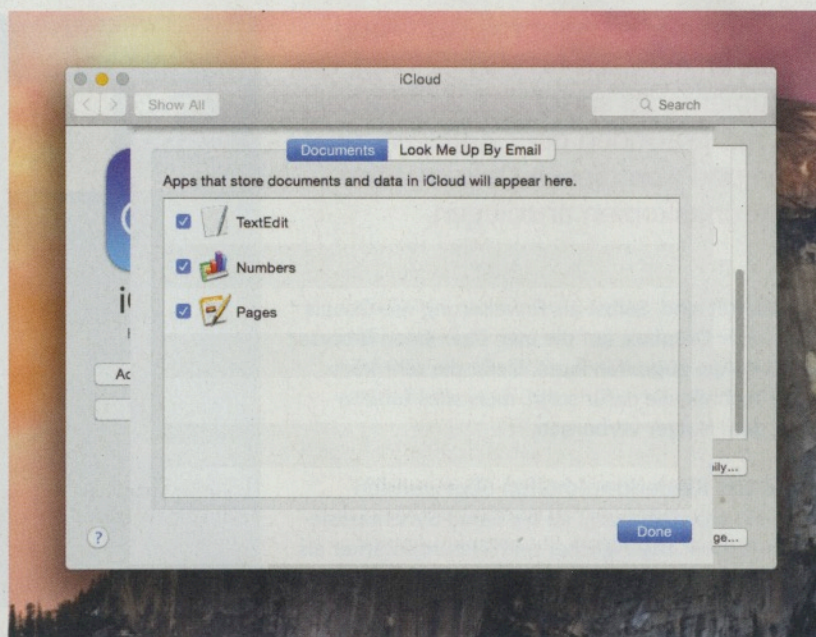 iCloud
Show All
Search
Documents
Look Me Up By Email
Apps that store documents and data in iCloud will appear here.
TextEdit
Numbers
Pages
Done
?